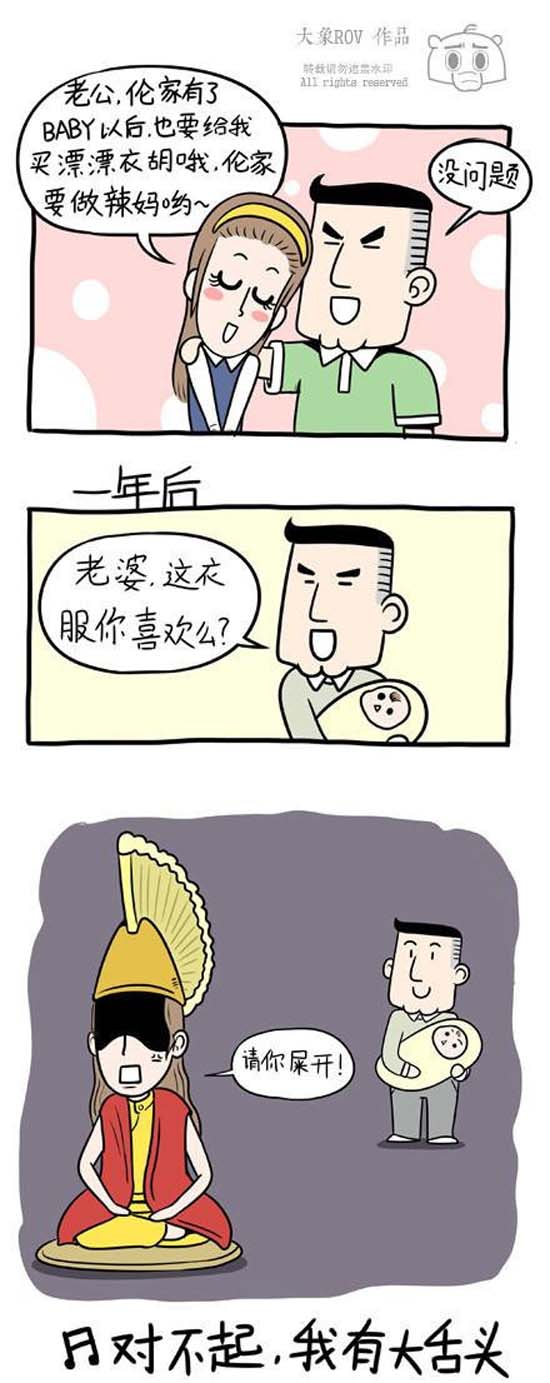 大象ROV 作品
转载请勿遮盖水印
All rights reserved
老公,伦家有了
BABY以后,也要给我
买漂漂衣胡哦,伦家
要做辣妈哟~
没问题
一年后
老婆,这衣
服你喜欢么?
请你屎开!
♫对不起,我有大舌头